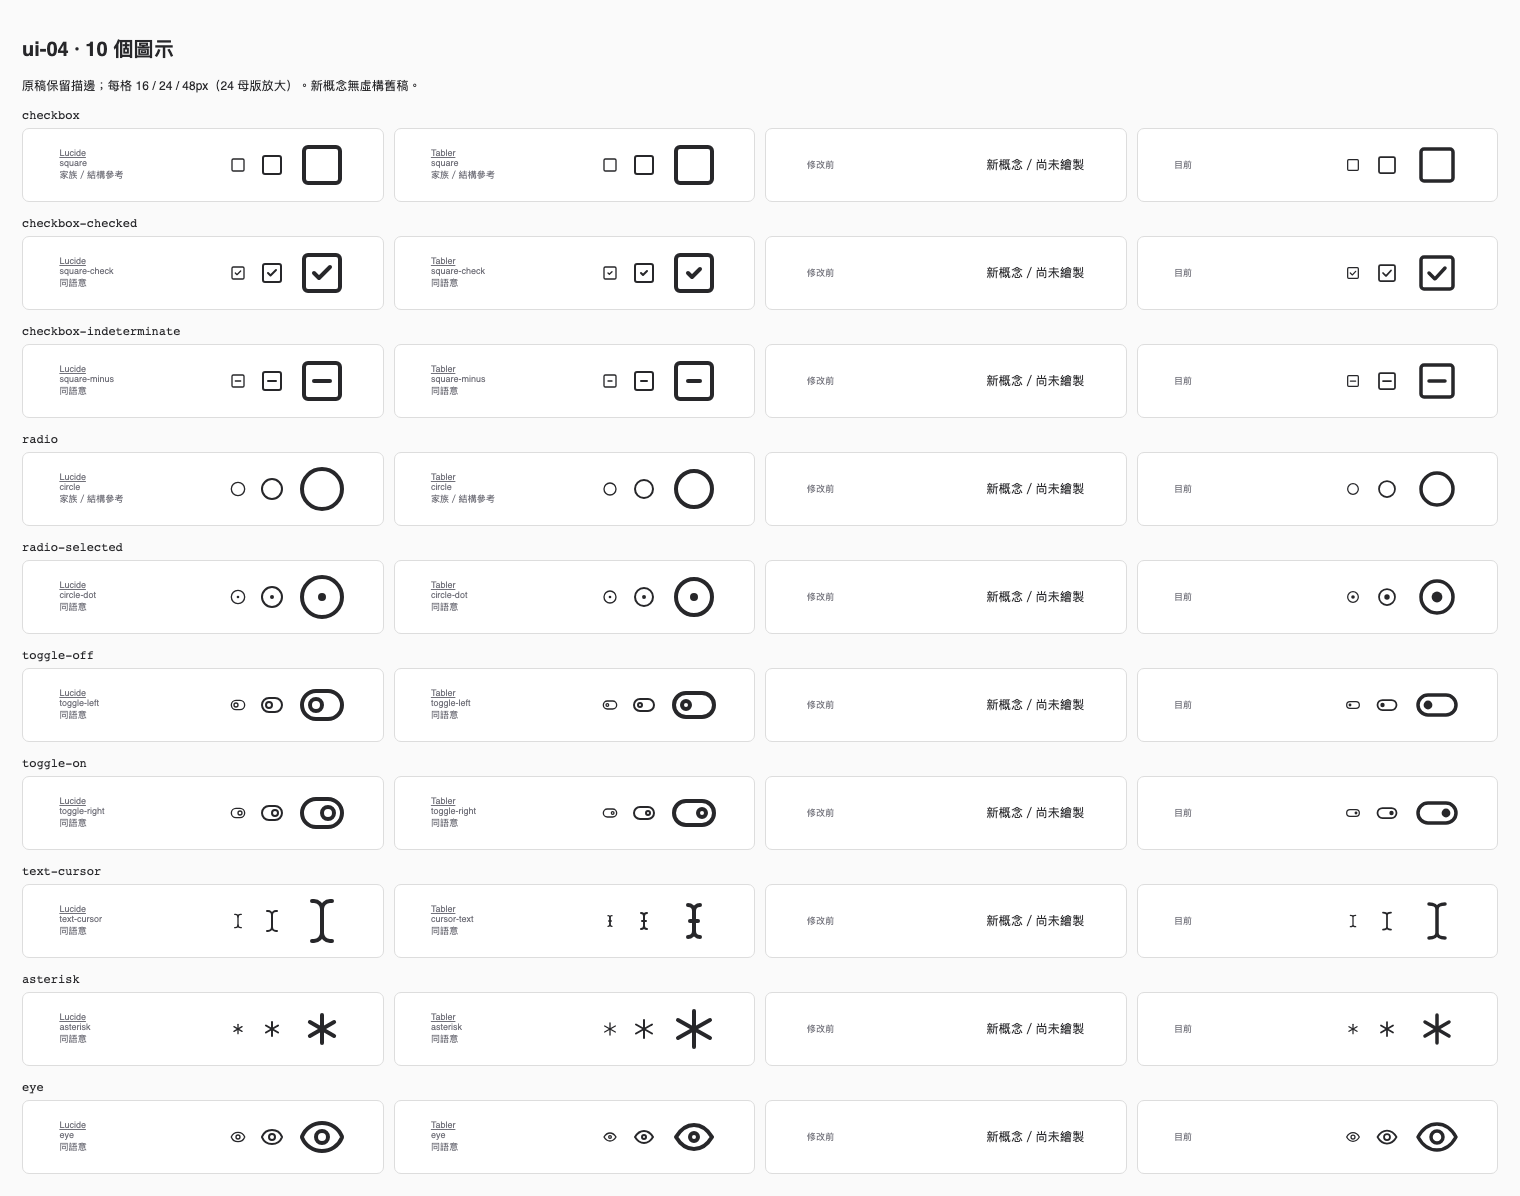 ui-04 · 10 個圖示
原稿保留描邊；每格 16 / 24 / 48px（24 母版放大）。新概念無虛構舊稿。
checkbox
Lucide
square
家族 / 結構參考
Tabler
square
家族 / 結構參考
修改前
新概念 / 尚未繪製
目前
checkbox-checked
Lucide
square-check
同語意
Tabler
square-check
同語意
修改前
新概念 / 尚未繪製
目前
checkbox-indeterminate
Lucide
square-minus
同語意
Tabler
square-minus
同語意
修改前
新概念 / 尚未繪製
目前
radio
Lucide
circle
家族 / 結構參考
Tabler
circle
家族 / 結構參考
修改前
新概念 / 尚未繪製
目前
radio-selected
Lucide
circle-dot
同語意
Tabler
circle-dot
同語意
修改前
新概念 / 尚未繪製
目前
toggle-off
Lucide
toggle-left
同語意
Tabler
toggle-left
同語意
修改前
新概念 / 尚未繪製
目前
toggle-on
Lucide
toggle-right
同語意
Tabler
toggle-right
同語意
修改前
新概念 / 尚未繪製
目前
text-cursor
Lucide
text-cursor
同語意
Tabler
cursor-text
同語意
修改前
新概念 / 尚未繪製
目前
asterisk
Lucide
asterisk
同語意
Tabler
asterisk
同語意
修改前
新概念 / 尚未繪製
目前
eye
Lucide
eye
同語意
Tabler
eye
同語意
修改前
新概念 / 尚未繪製
目前